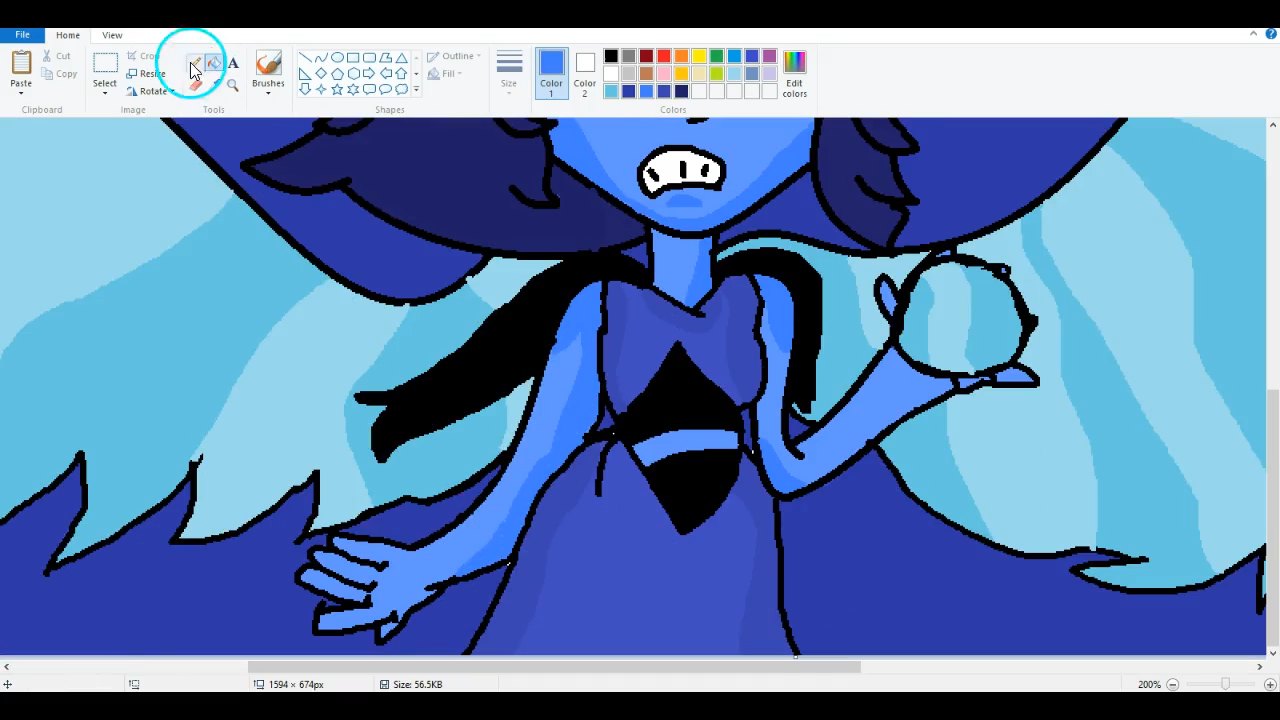 File
Home
View
Paste
Cut
Copy
Clipboard
Select
Crop
Resize
Rotate
Image
A
Tools
Brushes
Shapes
Outline
Fill
Size
Color
1
Color
2
Edit
colors
Colors
1594 × 674px
Size: 56.5KB
200%